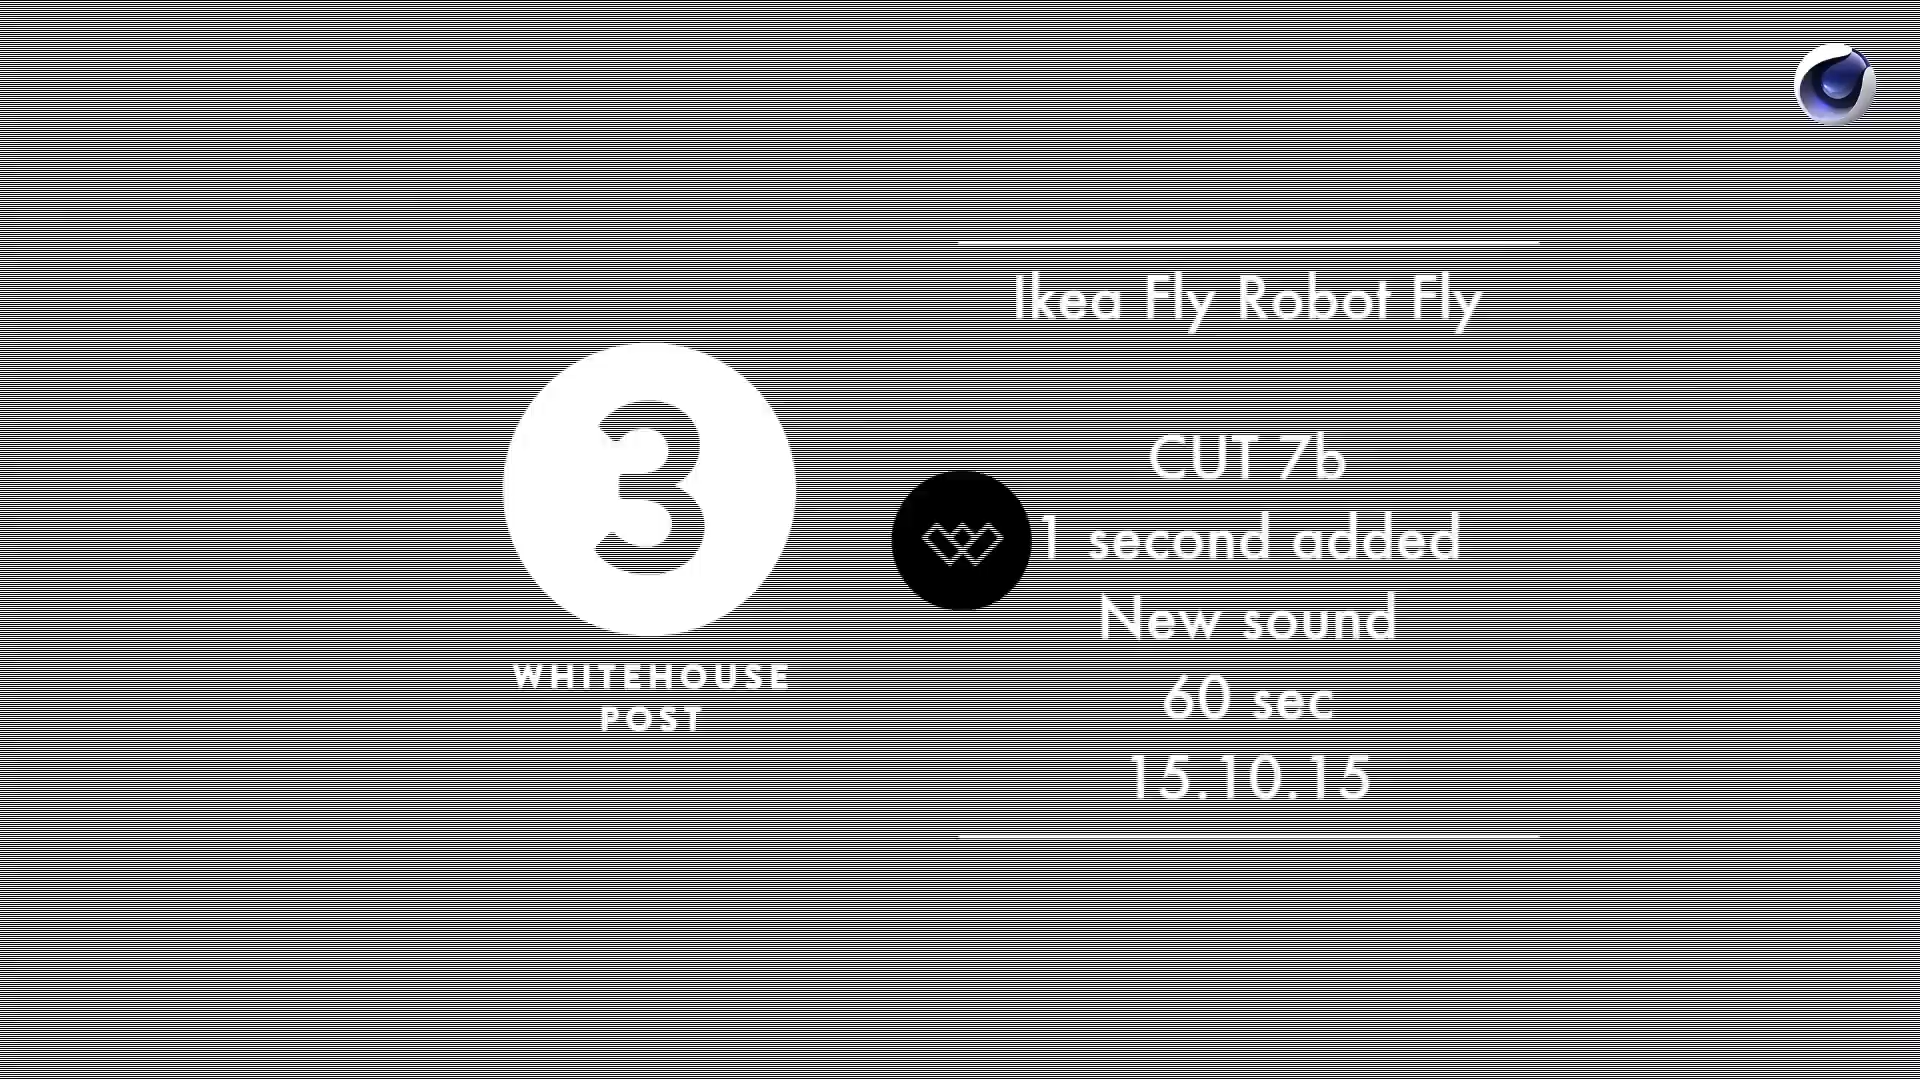 Ikea Fly Robot Fly
3
WHITEHOUSE
POST
CUT 7b
1 second added
New sound
60 sec
15.10.15